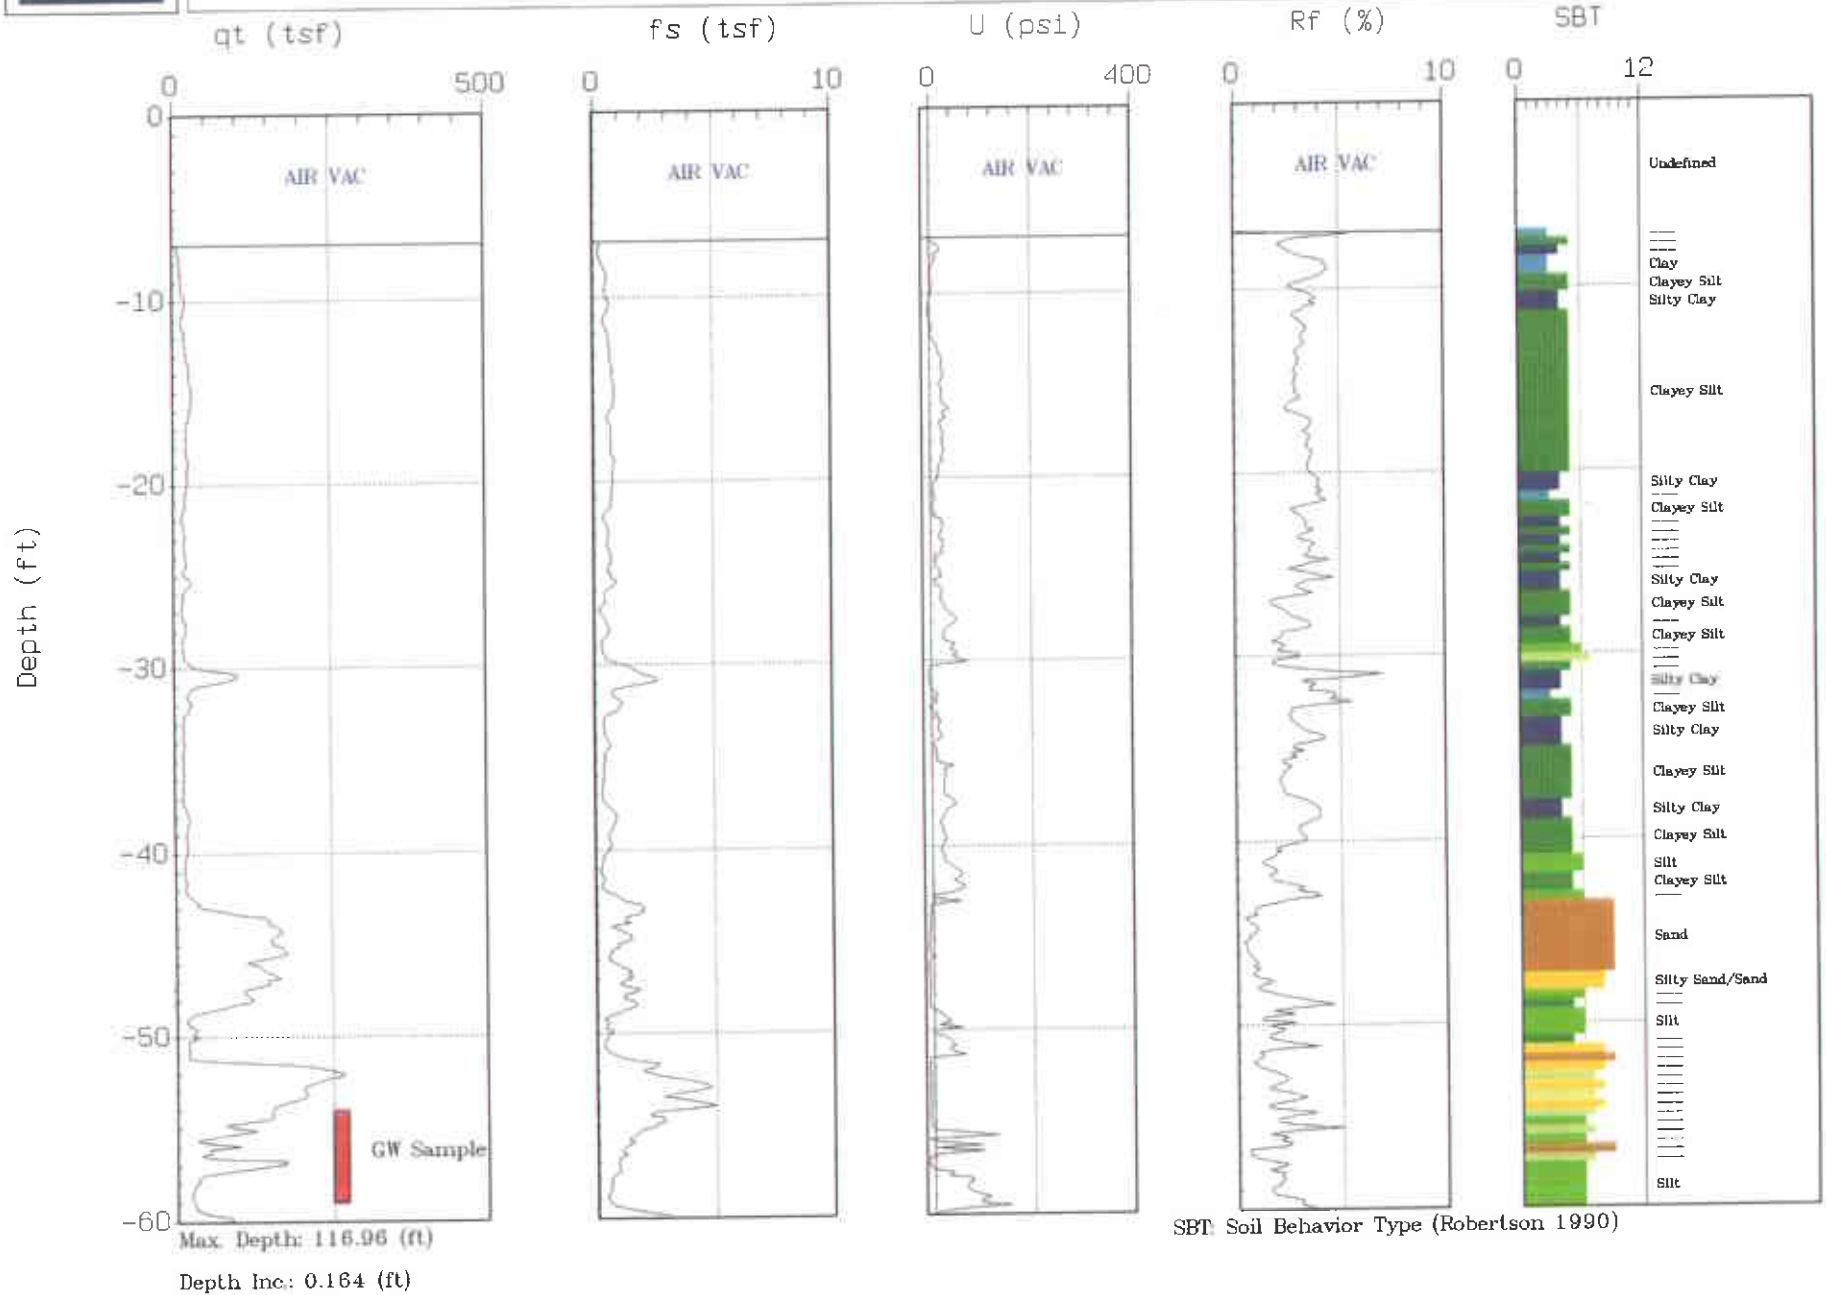 qt (tsf) fs (tsf) U (psi) Rf (%) SBT
0 500 0 10 0 400 0 10 0 12
0
AIR VAC AIR VAC AIR VAC AIR VAC Undefined
Clay
Clayey Silt
-10 Silty Clay
Clayey Silt
-20 Silty Clay
Clayey Silt
Depth (ft)
Silty Clay
Clayey Silt
Clayey Silt
-30 Silty Clay
Clayey Silt
Silty Clay
Clayey Silt
Silty Clay
Clayey Silt
-40 Silt
Clayey Silt
Sand
Silty Sand/Sand
Silt
-50
GW Sample
Silt
-60
Max. Depth: 116.96 (ft)
SBT: Soil Behavior Type (Robertson 1990)
Depth Inc.: 0.164 (ft)